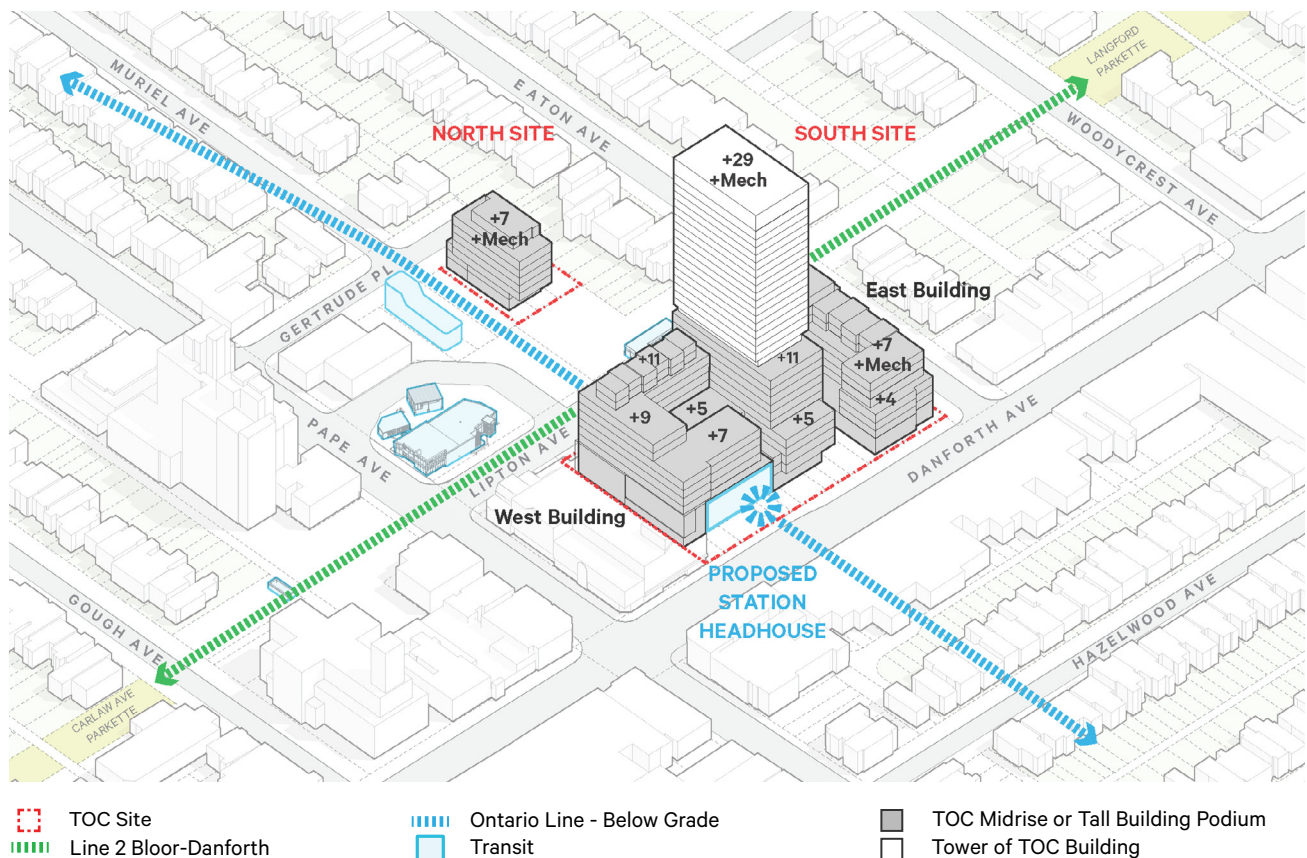 LANGFORD
PARKETTE
MURIEL AVE
EATON AVE
NORTH SITE
SOUTH SITE
WOODYCREST AVE
+29
+Mech
+7
+Mech
GERTRUDE PL
East Building
+11
+11
+7
+Mech
+4
+9
+5
+7
+5
PAPE AVE
LIPTON AVE
DANFORTH AVE
West Building
PROPOSED
STATION
HEADHOUSE
GOUGH AVE
HAZELWOOD AVE
CARLAW AVE
PARKETTE
TOC Site
Line 2 Bloor-Danforth
Ontario Line - Below Grade
Transit
TOC Midrise or Tall Building Podium
Tower of TOC Building